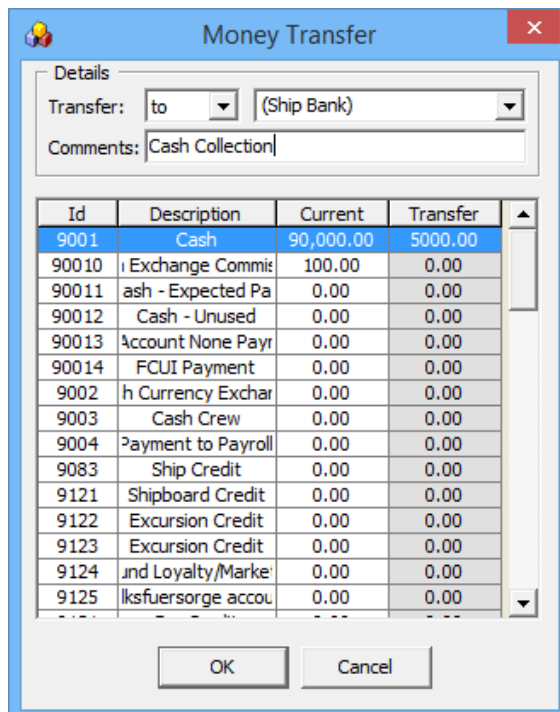 Money Transfer
Details
Transfer: to (Ship Bank)
Comments: Cash Collection
Id Description Current Transfer
9001 Cash 90,000.00 5000.00
90010 Exchange Commis 100.00 0.00
90011 ash - Expected Pa 0.00 0.00
90012 Cash - Unused 0.00 0.00
90013 Account None Payr 0.00 0.00
90014 FCUI Payment 0.00 0.00
9002 h Currency Exchar 0.00 0.00
9003 Cash Crew 0.00 0.00
9004 Payment to Payroll 0.00 0.00
9083 Ship Credit 0.00 0.00
9121 Shipboard Credit 0.00 0.00
9122 Excursion Credit 0.00 0.00
9123 Excursion Credit 0.00 0.00
9124 und Loyalty/Market 0.00 0.00
9125 lksfuersorge accou 0.00 0.00
OK Cancel